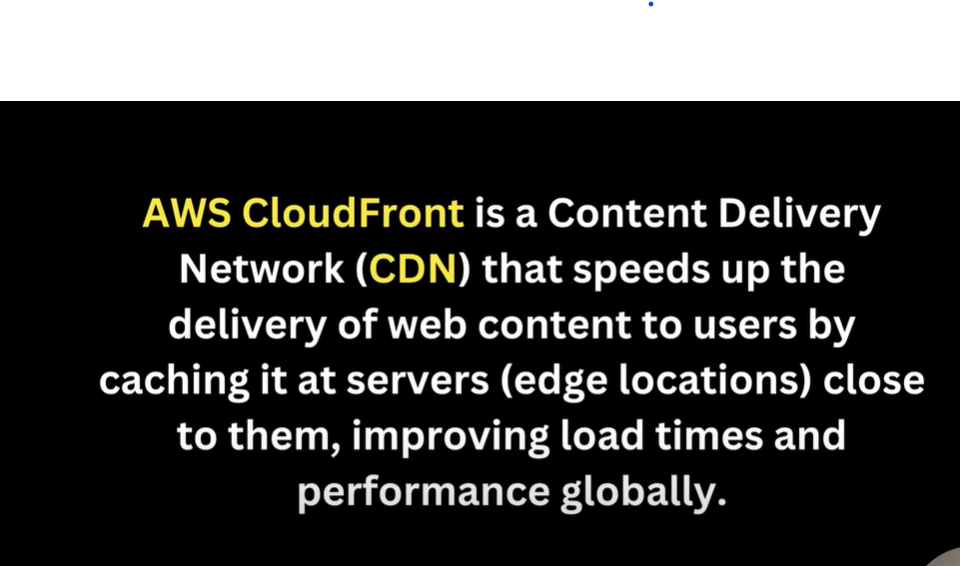 AWS CloudFront is a Content Delivery
Network (CDN) that speeds up the
delivery of web content to users by
caching it at servers (edge locations) close
to them, improving load times and
performance globally.